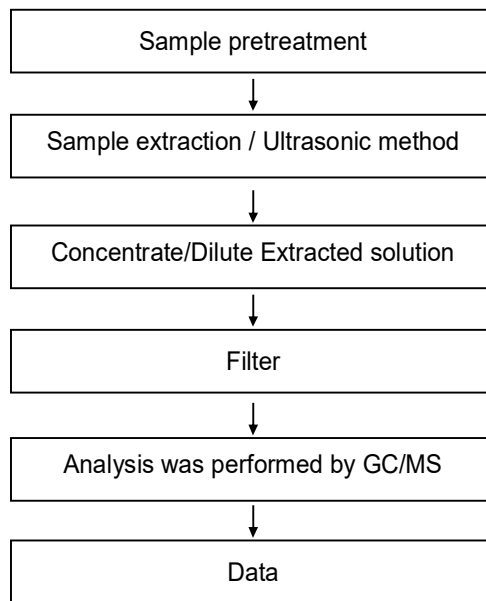 Sample pretreatment
Sample extraction / Ultrasonic method
Concentrate/Dilute Extracted solution
Filter
Analysis was performed by GC/MS
Data